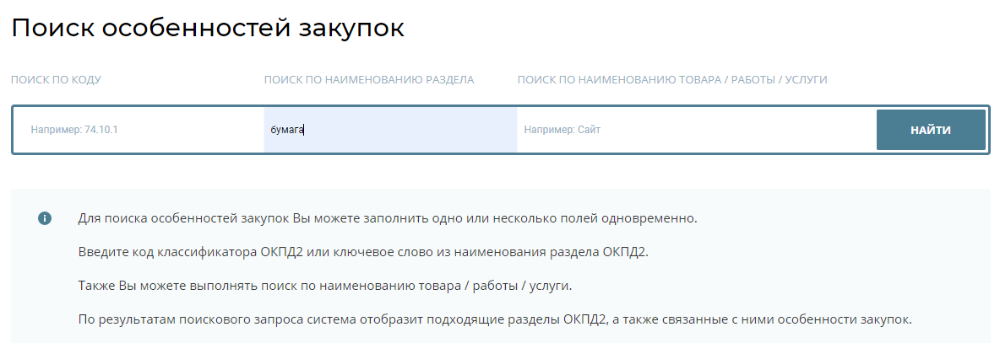 Поиск особенностей закупок
ПОИСК ПО КОДУ
ПОИСК ПО НАИМЕНОВАНИЮ РАЗДЕЛА
ПОИСК ПО НАИМЕНОВАНИЮ ТОВАРА / РАБОТЫ / УСЛУГИ
Например: 74.10.1
бумага
Например: Сайт
НАЙТИ
Для поиска особенностей закупок Вы можете заполнить одно или несколько полей одновременно.
Введите код классификатора ОКПД2 или ключевое слово из наименования раздела ОКПД2.
Также Вы можете выполнять поиск по наименованию товара / работы / услуги.
По результатам поискового запроса система отобразит подходящие разделы ОКПД2, а также связанные с ними особенности закупок.